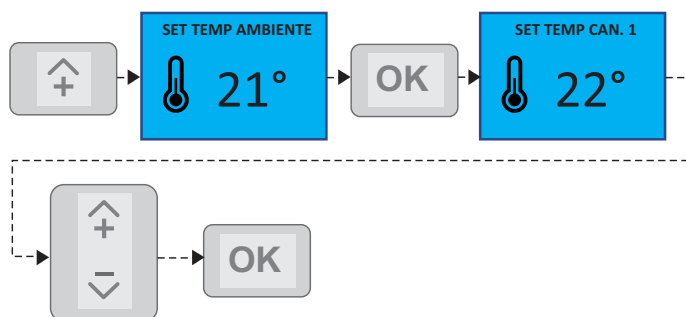 +
SET TEMP AMBIENTE
21°
OK
SET TEMP CAN. 1
22°
+
−
OK